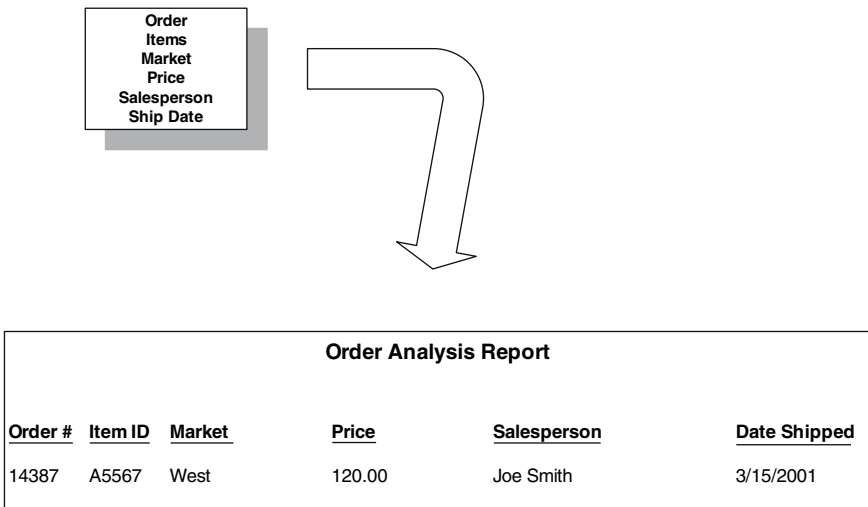 Order
Items
Market
Price
Salesperson
Ship Date
Order Analysis Report
Order # Item ID Market Price Salesperson Date Shipped
14387 A5567 West 120.00 Joe Smith 3/15/2001